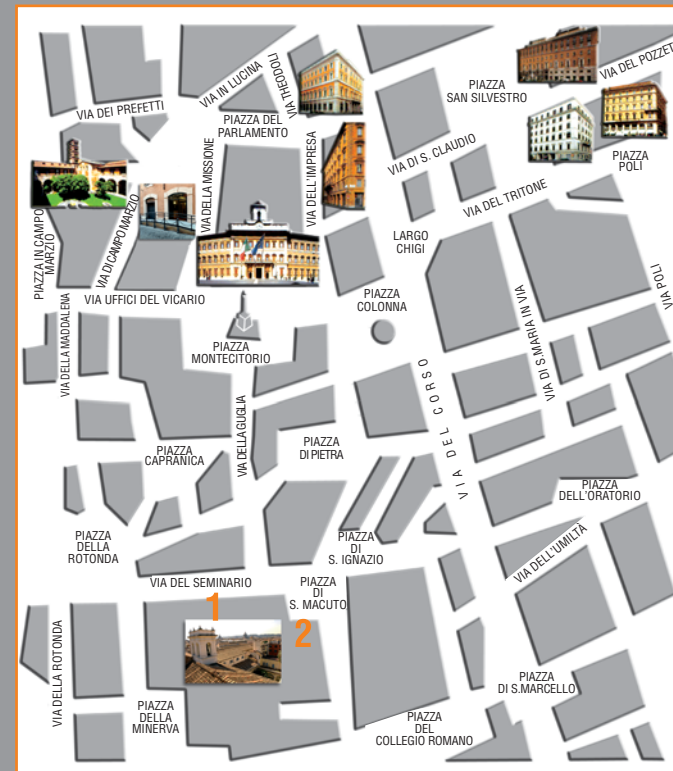 VIA IN LUCINA
VIA THEODOLI
VIA DEI PREFETTI
PIAZZA DEL
PARLAMENTO
PIAZZA
SAN SILVESTRO
VIA DEL POZZET
PIAZZA
POLI
VIA DI S. CLAUDIO
VIA DELLA MISSIONE
VIA DELL'IMPRESA
VIA DEL TRITONE
PIAZZA IN CAMPO
MARZIO
VIA DI CAMPO MARZIO
LARGO
CHIGI
VIA UFFICI DEL VICARIO
PIAZZA
COLONNA
VIA POLI
VIA DELLA MADDALENA
PIAZZA
MONTECITORIO
VIA DI S.MARIA IN VIA
VIA DEL CORSO
VIA DELLA GUGLIA
PIAZZA
CAPRANICA
PIAZZA
DI PIETRA
PIAZZA
DELL'ORATORIO
PIAZZA
DELLA
ROTONDA
PIAZZA
DI
S. IGNAZIO
VIA DELL'UMILTÀ
VIA DEL SEMINARIO
PIAZZA
DI
S. MACUTO
1
2
VIA DELLA ROTONDA
PIAZZA
DELLA
MINERVA
PIAZZA
DI S.MARCELLO
PIAZZA
DEL
COLLEGIO ROMANO